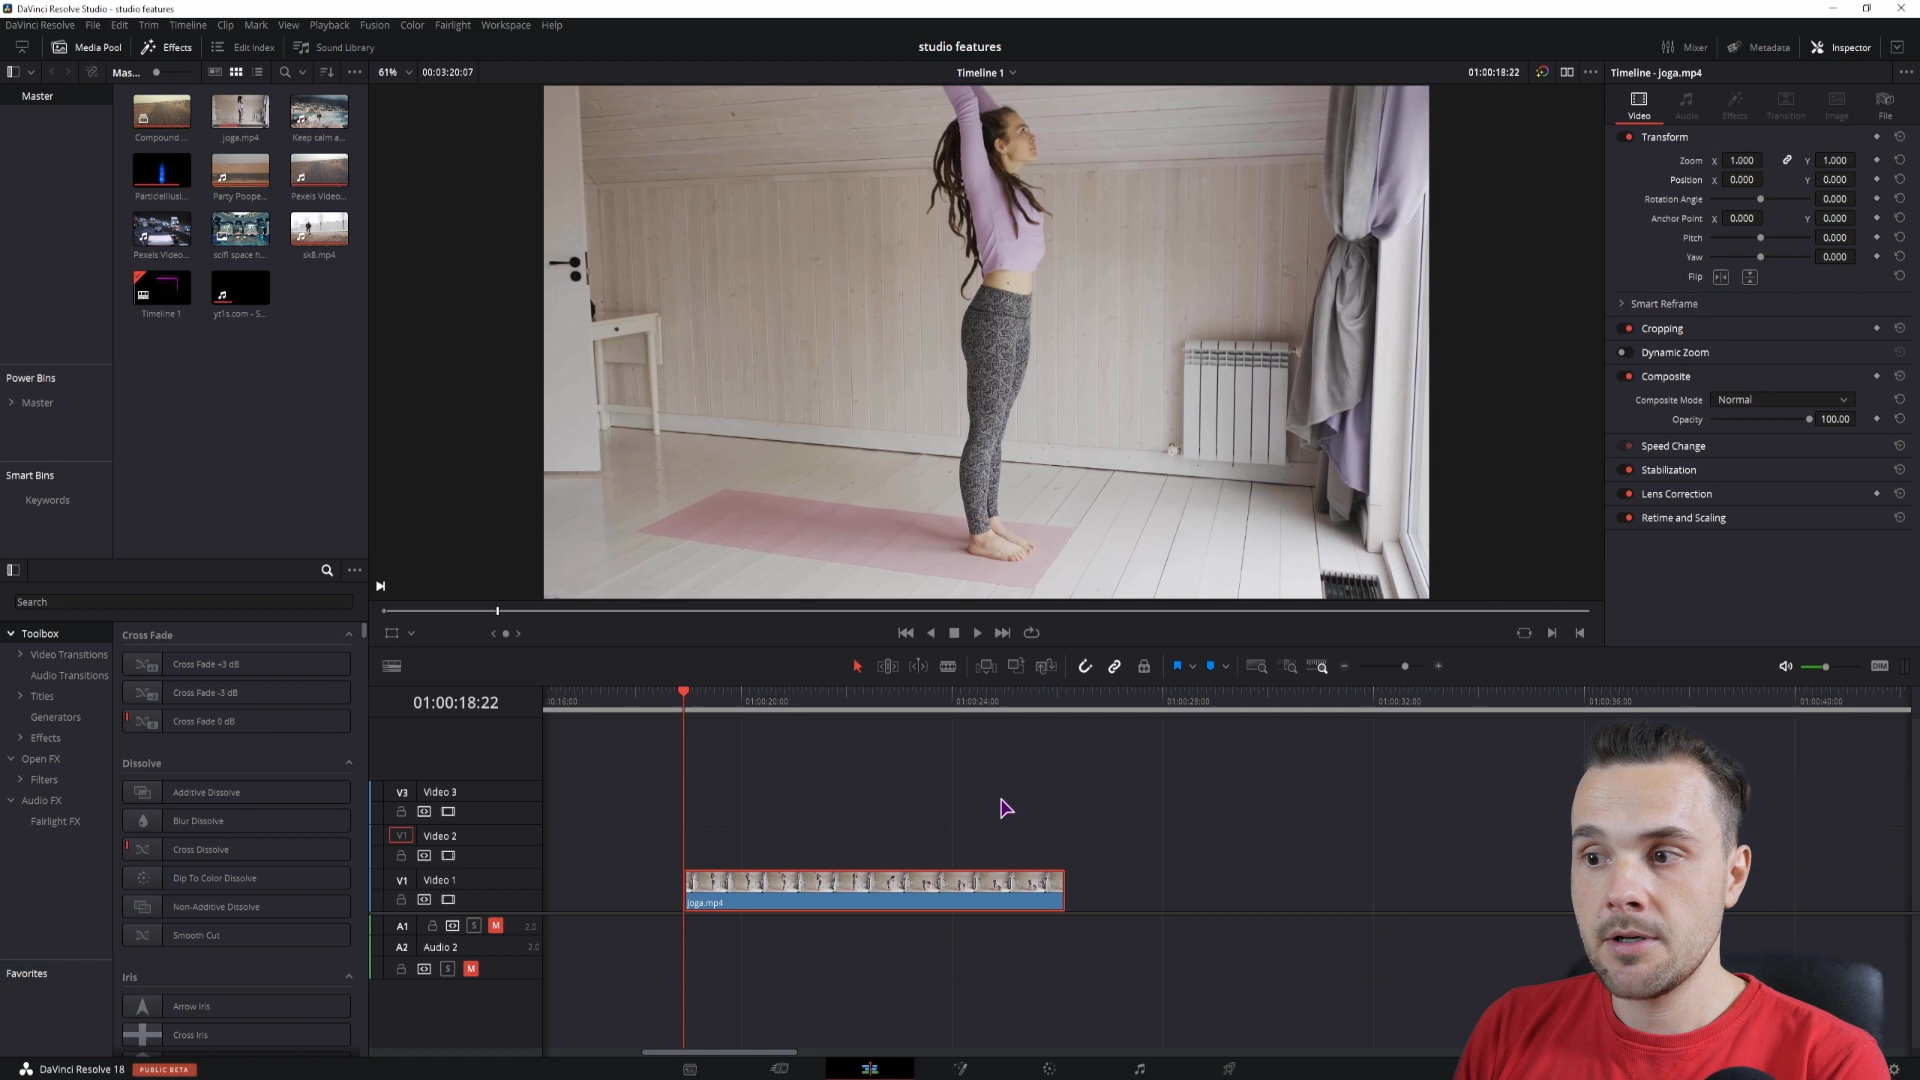 DaVinci Resolve Studio - studio features
DaVinci Resolve File Edit Trim Timeline Clip Mark View Playback Fusion Color Fairlight Workspace Help
Media Pool Effects Edit Index Sound Library
studio features
Mixer Metadata Inspector
Mas...
61% 00:03:20:07
Timeline 1
01:00:18:22
Timeline - joga.mp4
Master
Compound ... joga.mp4 Keep calm a...
ParticleIllusi... Party Poope... Pexels Video...
Pexels Video... scifi space h... sk8.mp4
Timeline 1 yt1s.com - S...
Power Bins
Master
Smart Bins
Keywords
Video Audio Effects Transition Image File
Transform
Zoom X 1.000 Y 1.000
Position X 0.000 Y 0.000
Rotation Angle 0.000
Anchor Point X 0.000 Y 0.000
Pitch 0.000
Yaw 0.000
Flip
Smart Reframe
Cropping
Dynamic Zoom
Composite
Composite Mode Normal
Opacity 100.00
Speed Change
Stabilization
Lens Correction
Retime and Scaling
Search
Toolbox
Video Transitions
Audio Transitions
Titles
Generators
Effects
Open FX
Filters
Audio FX
Fairlight FX
Favorites
Cross Fade
Cross Fade +3 dB
Cross Fade -3 dB
Cross Fade 0 dB
Dissolve
Additive Dissolve
Blur Dissolve
Cross Dissolve
Dip To Color Dissolve
Non-Additive Dissolve
Smooth Cut
Iris
Arrow Iris
Cross Iris
DIM
01:00:18:22
00:16:00 01:00:20:00 01:00:24:00 01:00:28:00 01:00:32:00 01:00:36:00 01:00:40:00
V3 Video 3
V1 Video 2
V1 Video 1
joga.mp4
A1 S M 2.0
A2 Audio 2 2.0
S M
DaVinci Resolve 18 PUBLIC BETA